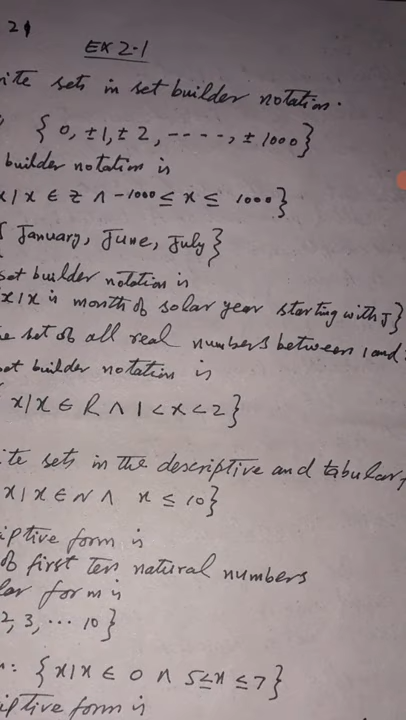 21
EX 2-1
ite sets in set builder notation.
{ 0, ±1, ± 2, -----, ± 1000}
builder notation is
x / x ∈ Z ∧ -1000 ≤ x ≤ 1000}
{ January, June, July }
set builder notation is
x/x is month of solar year starting with J}
e set of all real numbers between 1 and
set builder notation is
x/x ∈ R ∧ 1 < x < 2}
ite sets in the descriptive and tabular
x / x ∈ N ∧ x ≤ 10}
iptive form is
of first ten natural numbers
lar form is
2, 3, ... 10 }
: {x/x ∈ O ∧ 5 ≤ x ≤ 7}
iptive form is